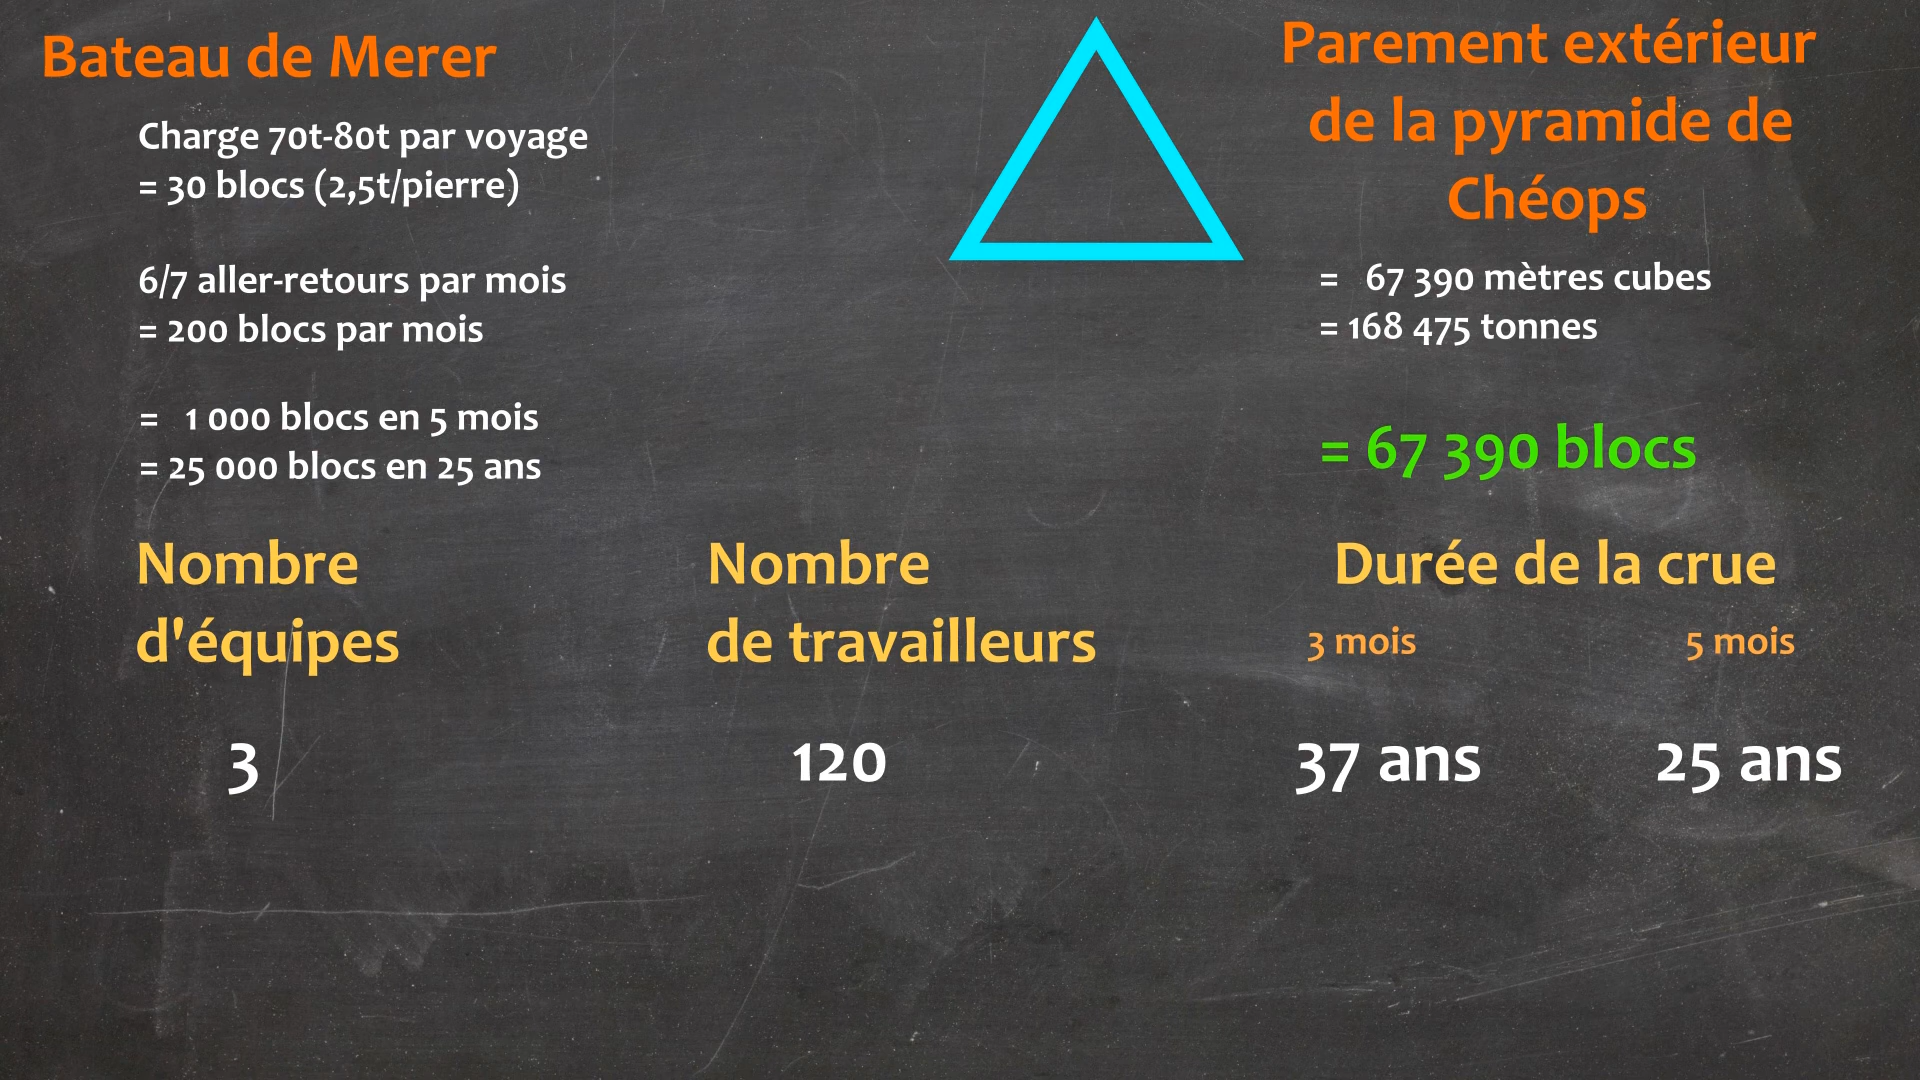 Bateau de Merer
Charge 70t-80t par voyage
= 30 blocs (2,5t/pierre)
6/7 aller-retours par mois
= 200 blocs par mois
= 1 000 blocs en 5 mois
= 25 000 blocs en 25 ans
Parement extérieur
de la pyramide de
Chéops
= 67 390 mètres cubes
= 168 475 tonnes
= 67 390 blocs
Nombre
d'équipes
3
Nombre
de travailleurs
120
Durée de la crue
3 mois 5 mois
37 ans 25 ans